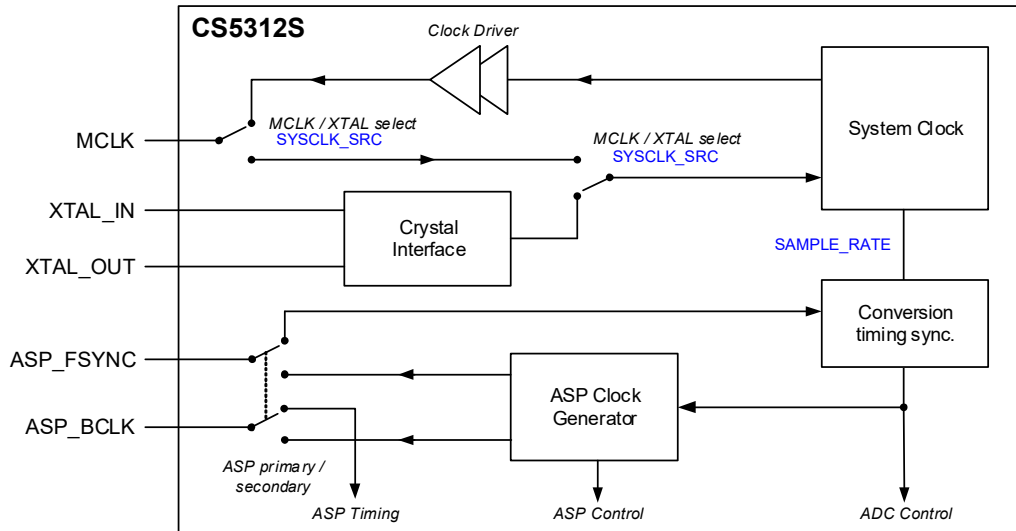 CS5312S
Clock Driver
MCLK
MCLK / XTAL select
SYSCLK_SRC
MCLK / XTAL select
SYSCLK_SRC
System Clock
XTAL_IN
XTAL_OUT
Crystal
Interface
SAMPLE_RATE
Conversion
timing sync.
ASP_FSYNC
ASP_BCLK
ASP Clock
Generator
ASP primary /
secondary
ASP Timing
ASP Control
ADC Control